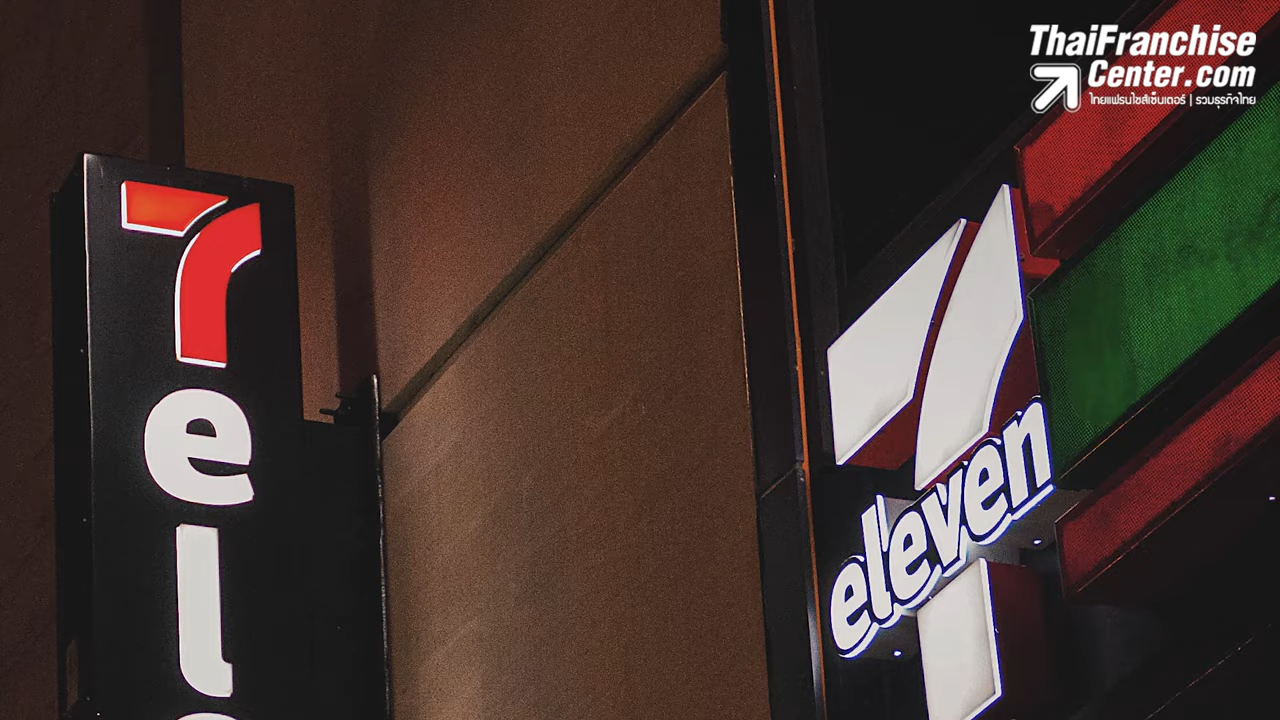 ThaiFranchise
Center.com
ไทยแฟรนไชส์เซ็นเตอร์ | รวมธุรกิจไทย
7
ele
7
eleven